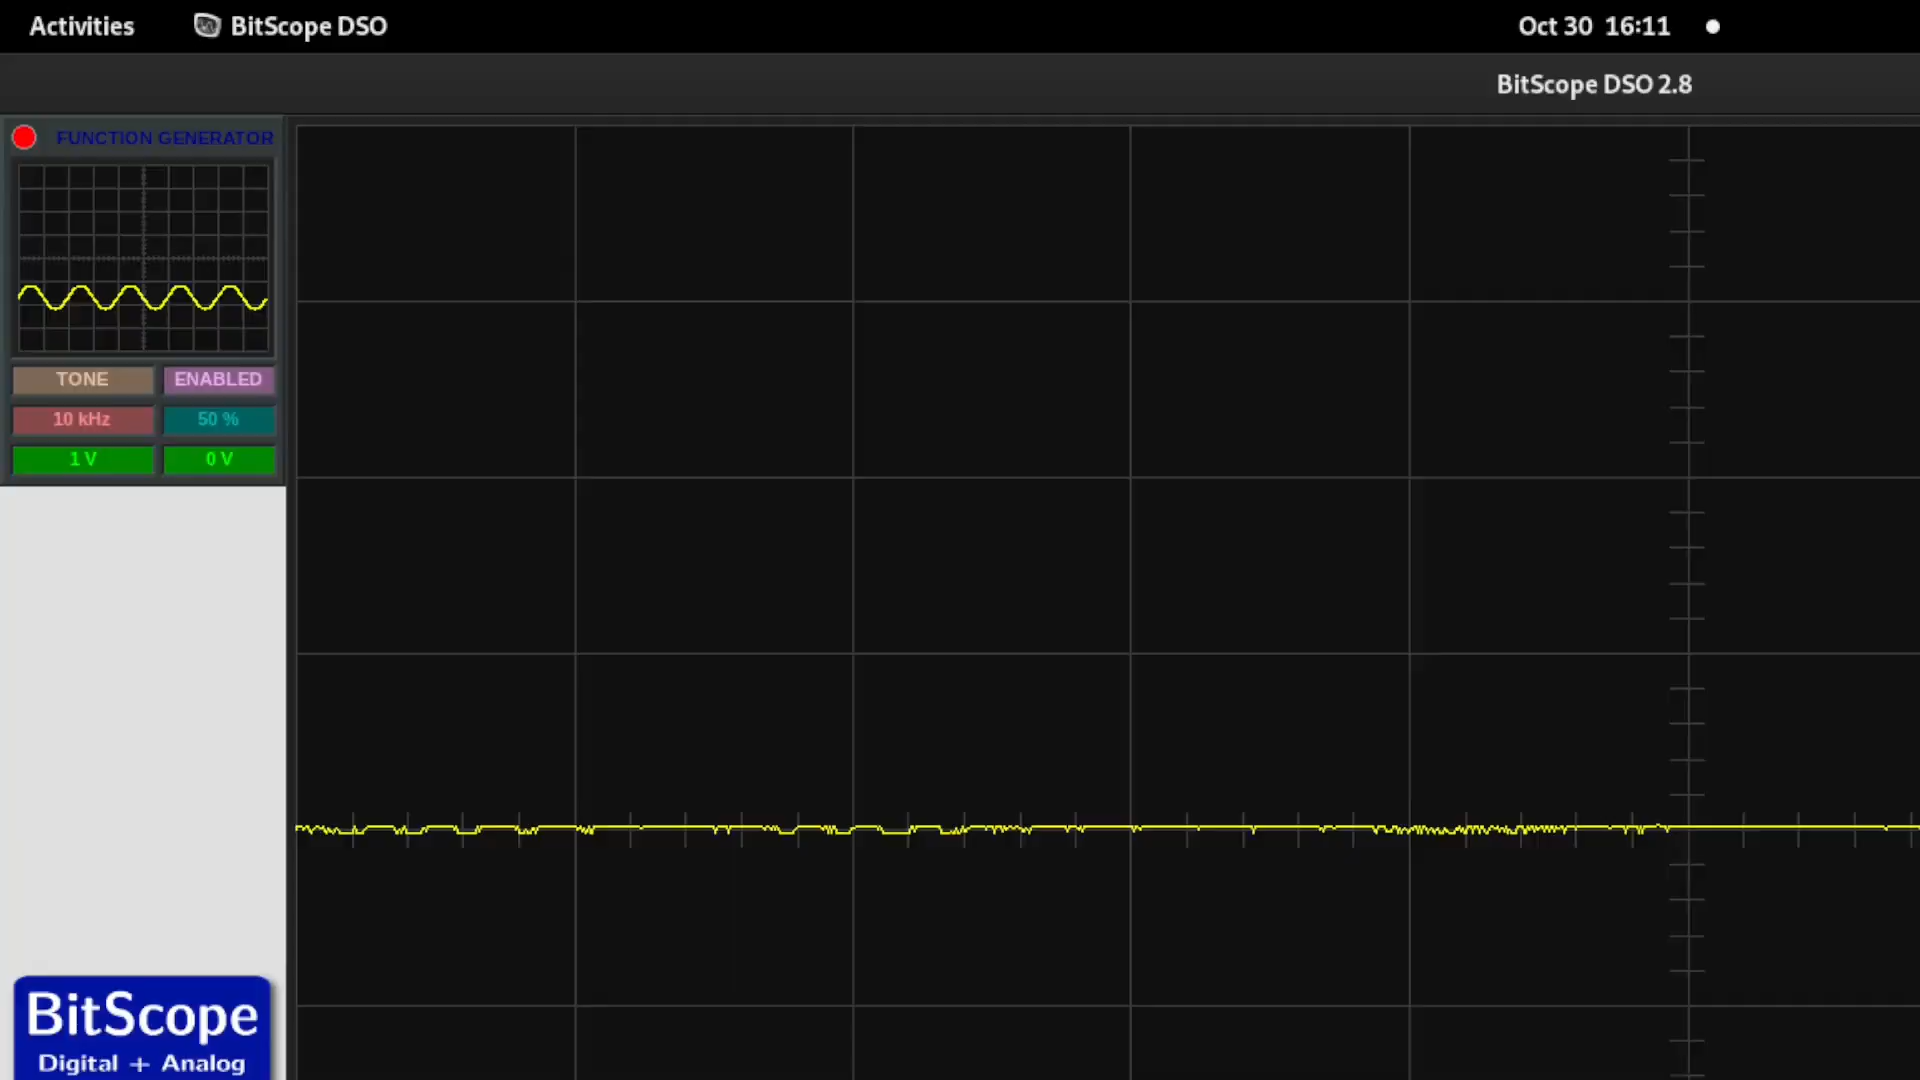 Activities BitScope DSO Oct 30 16:11
BitScope DSO 2.8
FUNCTION GENERATOR
TONE ENABLED
10 kHz 50 %
1 V 0 V
BitScope
Digital + Analog